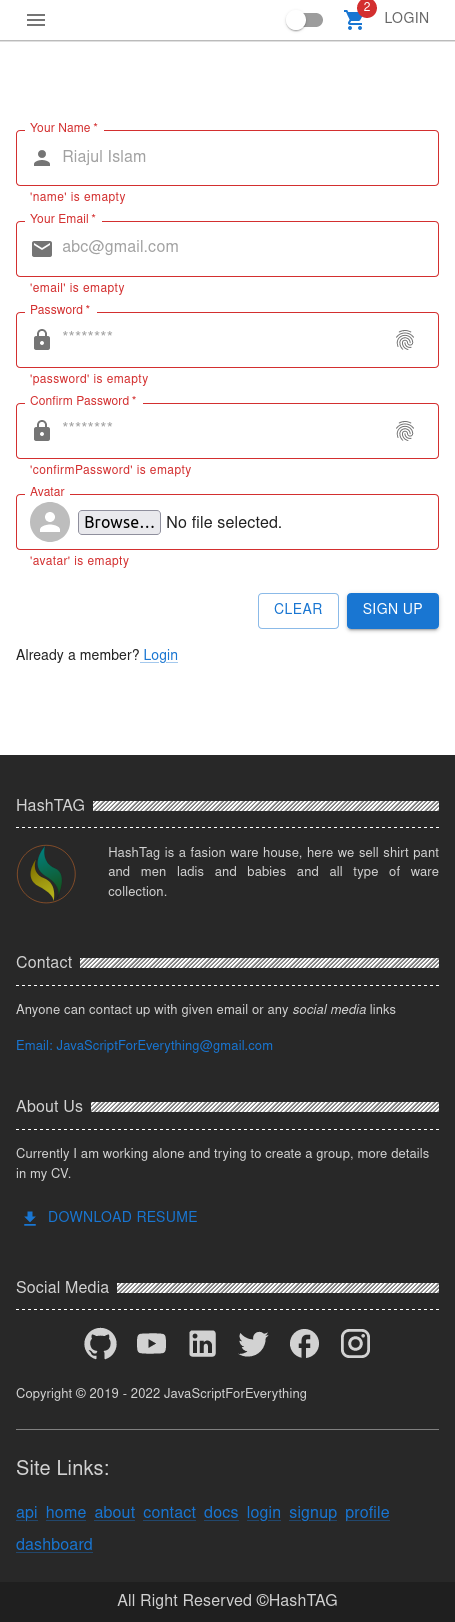 2
LOGIN
Your Name *
Riajul Islam
'name' is emapty
Your Email *
abc@gmail.com
'email' is emapty
Password *
********
'password' is empaty
Confirm Password *
********
'confirmPassword' is empaty
Avatar
Browse... No file selected.
'avatar' is emapty
CLEAR SIGN UP
Already a member? Login
HashTAG
HashTag is a fasion ware house, here we sell shirt pant
and men ladis and babies and all type of ware
collection.
Contact
Anyone can contact up with given email or any social media links
Email: JavaScriptForEverything@gmail.com
About Us
Currently I am working alone and trying to create a group, more details
in my CV.
DOWNLOAD RESUME
Social Media
Copyright © 2019 - 2022 JavaScriptForEverything
Site Links:
api home about contact docs login signup profile
dashboard
All Right Reserved ©HashTAG